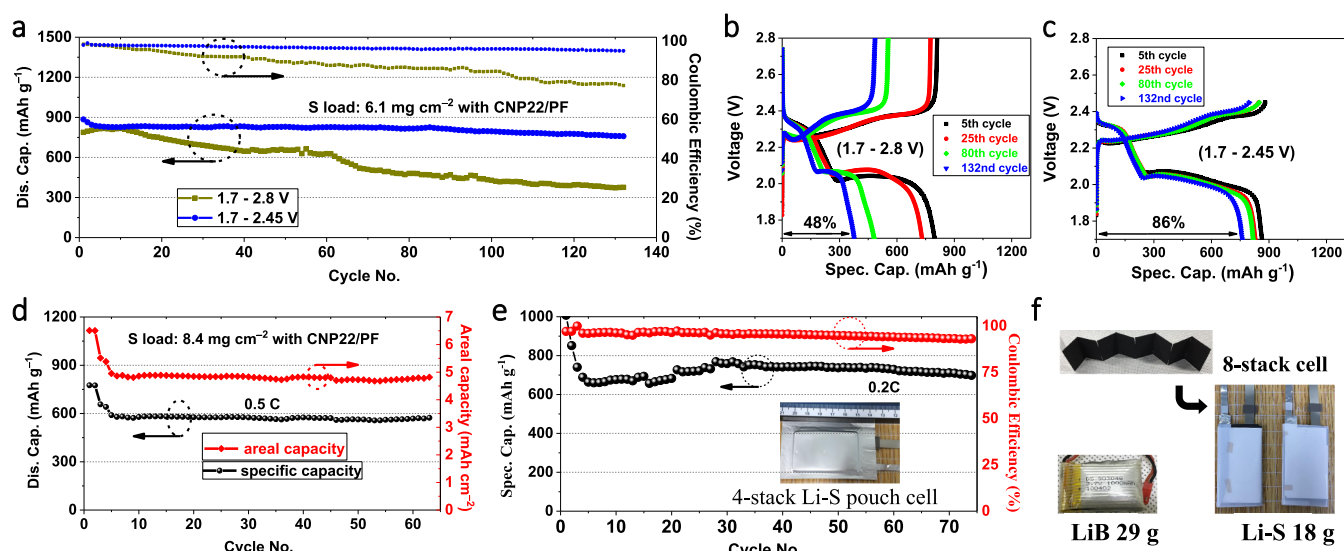 a
1500
1200
900
600
300
0
Dis. Cap. (mAh g⁻¹)
S load: 6.1 mg cm⁻² with CNP22/PF
1.7 - 2.8 V
1.7 - 2.45 V
0 20 40 60 80 100 120 140
Cycle No.
100
80
60
40
20
0
Coulombic Efficiency (%)
b
2.8
2.6
2.4
2.2
2.0
1.8
Voltage (V)
5th cycle
25th cycle
80th cycle
132nd cycle
(1.7 - 2.8 V)
48%
0 300 600 900 1200
Spec. Cap. (mAh g⁻¹)
c
2.8
2.6
2.4
2.2
2.0
1.8
Voltage (V)
5th cycle
25th cycle
80th cycle
132nd cycle
(1.7 - 2.45 V)
86%
0 300 600 900 1200
Spec. Cap. (mAh g⁻¹)
d
1200
900
600
300
0
Dis. Cap. (mAh g⁻¹)
S load: 8.4 mg cm⁻² with CNP22/PF
0.5 C
areal capacity
specific capacity
0 10 20 30 40 50 60
Cycle No.
7
6
5
4
3
2
1
0
Areal capacity (mAh cm⁻²)
e
1000
800
600
400
200
0
Spec. Cap. (mAh g⁻¹)
0.2C
4-stack Li-S pouch cell
0 10 20 30 40 50 60 70
Cycle No.
100
75
50
25
0
Coulombic Efficiency (%)
f
8-stack cell
LiB 29 g
Li-S 18 g